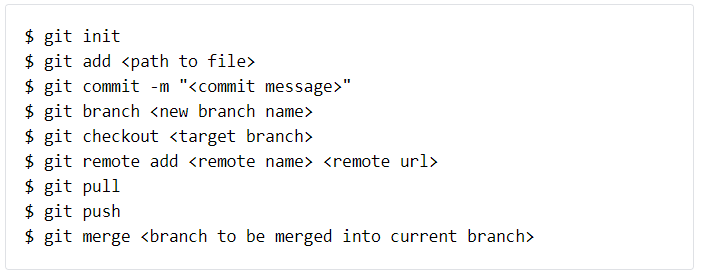 $ git init
$ git add <path to file>
$ git commit -m "<commit message>"
$ git branch <new branch name>
$ git checkout <target branch>
$ git remote add <remote name> <remote url>
$ git pull
$ git push
$ git merge <branch to be merged into current branch>